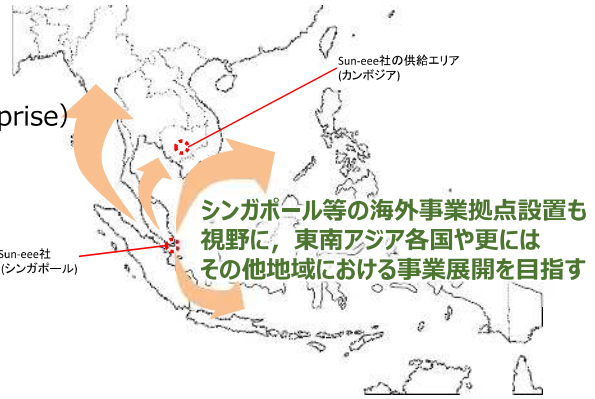 Sun-eee社の供給エリア
(カンボジア)
prise）
シンガポール等の海外事業拠点設置も
視野に，東南アジア各国や更には
その他地域における事業展開を目指す
Sun-eee社
(シンガポール)